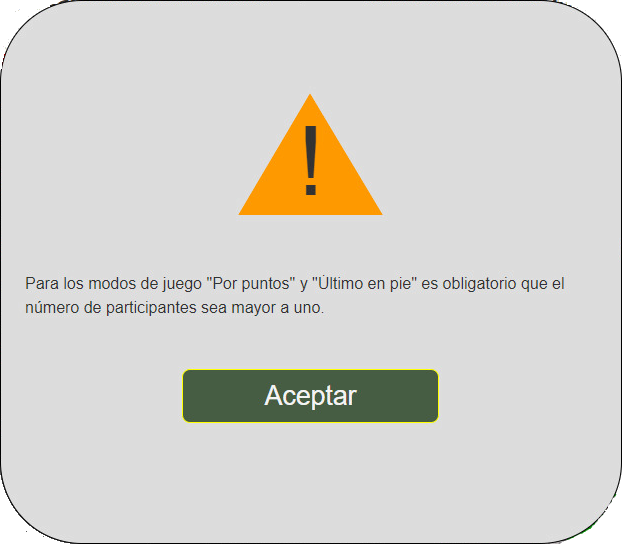 !
Para los modos de juego "Por puntos" y "Último en pie" es obligatorio que el
número de participantes sea mayor a uno.
Aceptar